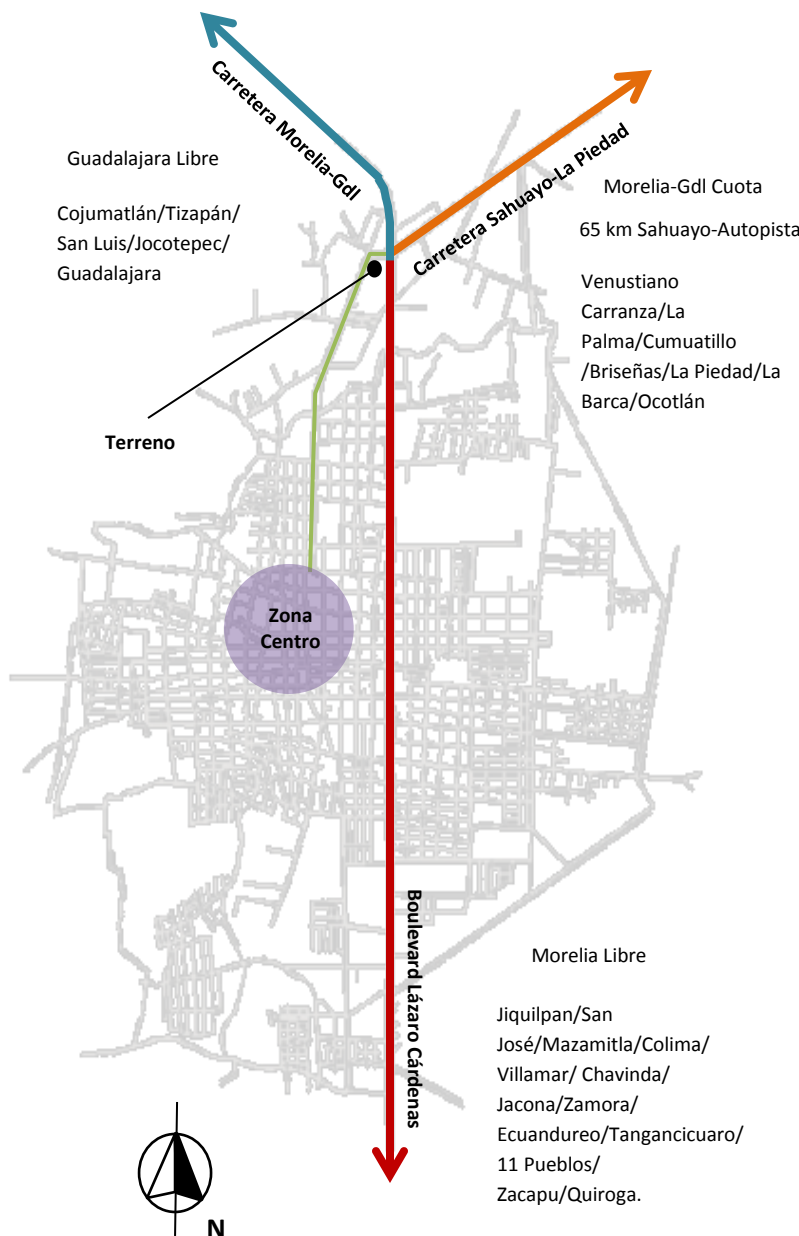 Carretera Morelia-Gdl
Carretera Sahuayo-La Piedad
Guadalajara Libre
Cojumatlán/Tizapán/
San Luis/Jocotepec/
Guadalajara
Morelia-Gdl Cuota
65 km Sahuayo-Autopista
Venustiano
Carranza/La
Palma/Cumuatillo
/Briseñas/La Piedad/La
Barca/Ocotlán
Terreno
Zona
Centro
Boulevard Lázaro Cárdenas
Morelia Libre
Jiquilpan/San
José/Mazamitla/Colima/
Villamar/ Chavinda/
Jacona/Zamora/
Ecuandureo/Tangancicuaro/
11 Pueblos/
Zacapu/Quiroga.
N